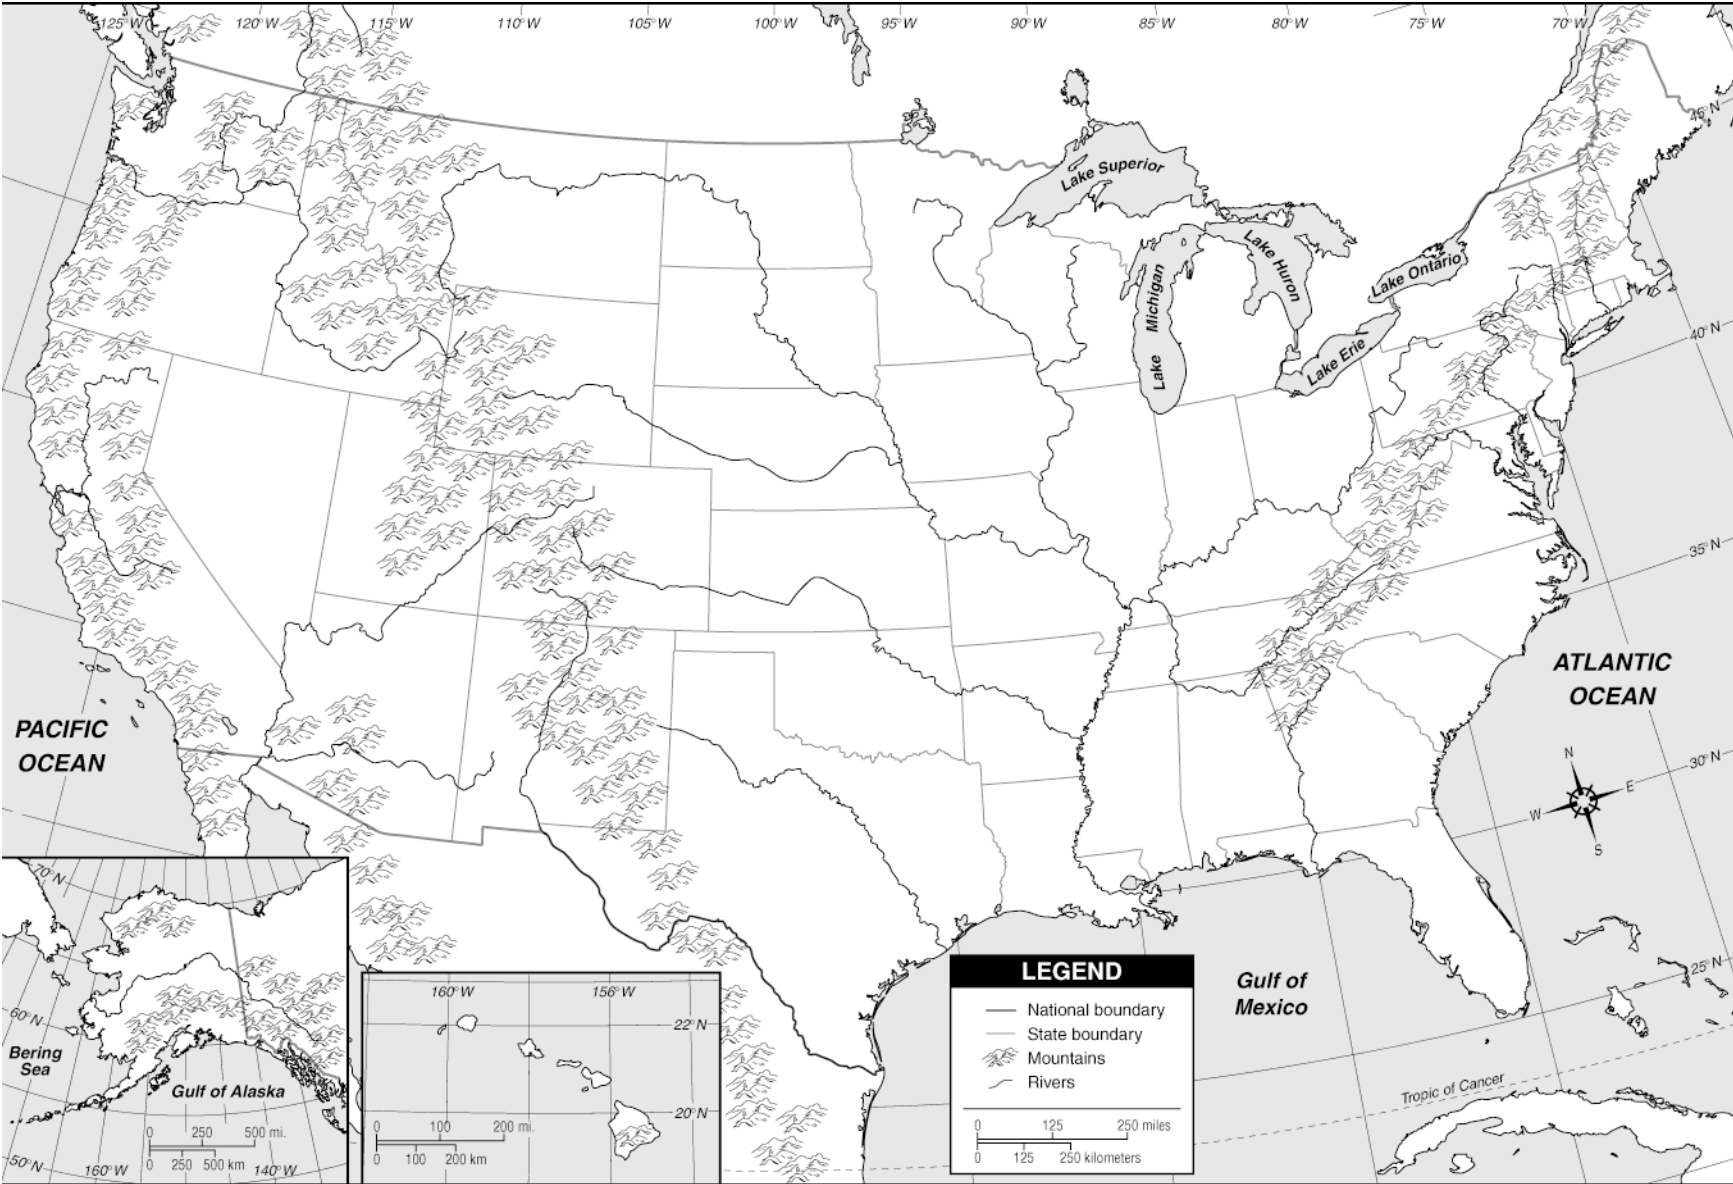 125°W 120°W 115°W 110°W 105°W 100°W 95°W 90°W 85°W 80°W 75°W 70°W
45°N
Lake Superior
Lake Huron
Lake Ontario
Lake Michigan
Lake Erie
40°N
35°N
ATLANTIC
OCEAN
PACIFIC
OCEAN
N
E
W
S
30°N
25°N
Gulf of
Mexico
Tropic of Cancer
LEGEND
National boundary
State boundary
Mountains
Rivers
0 125 250 miles
0 125 250 kilometers
70°N
60°N
Bering
Sea
Gulf of Alaska
0 250 500 mi.
0 250 500 km
50°N 160°W 140°W
160°W 156°W
22°N
20°N
0 100 200 mi.
0 100 200 km